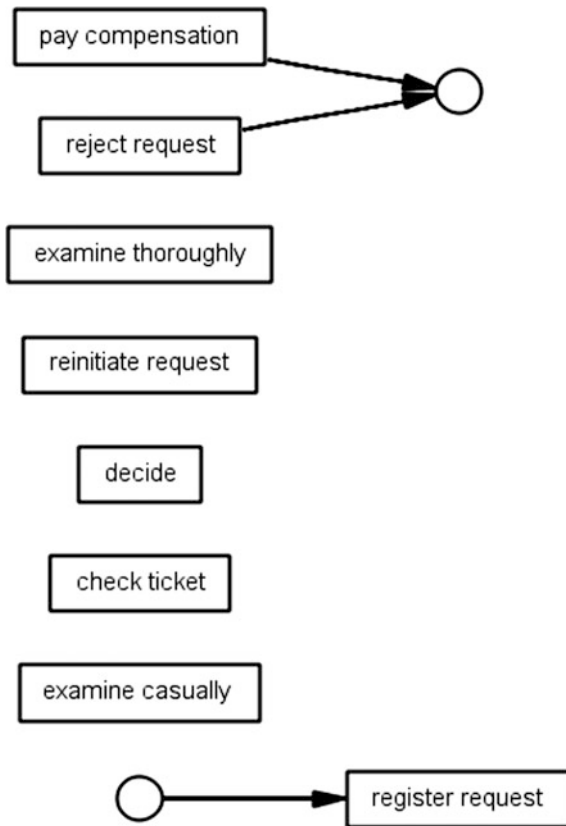 pay compensation
reject request
examine thoroughly
reinitiate request
decide
check ticket
examine casually
register request